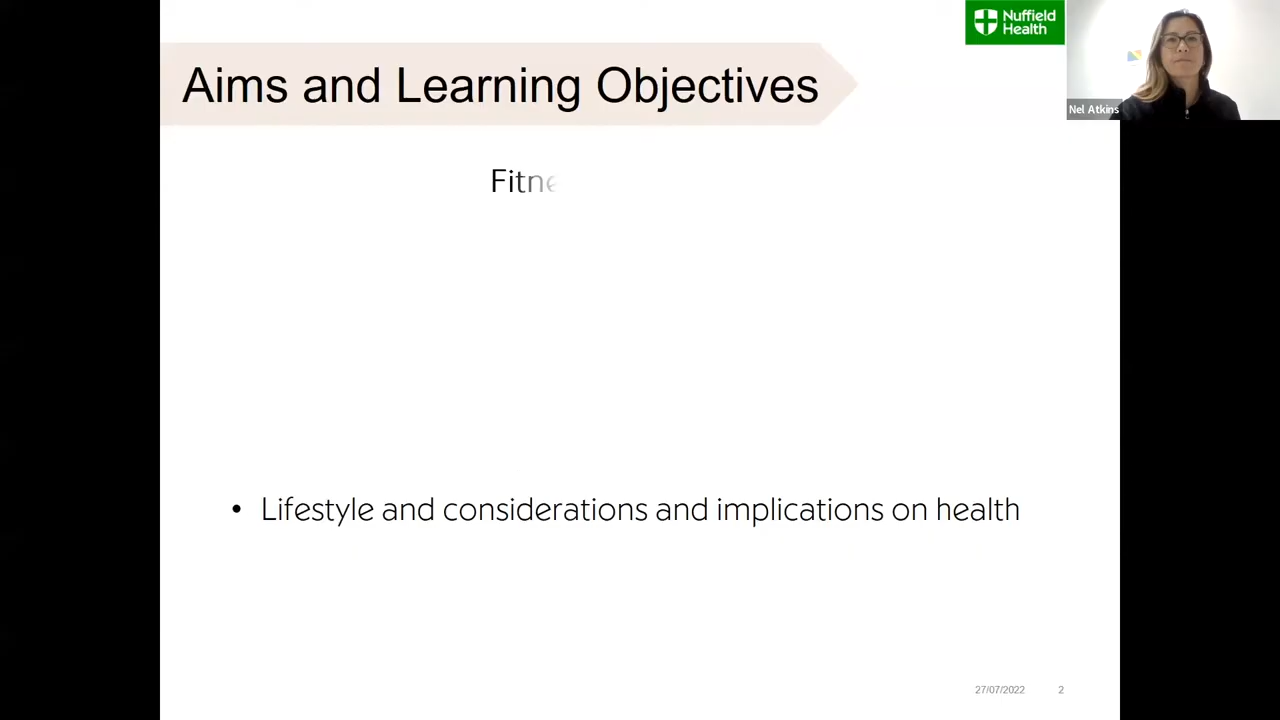 Nuffield
Health
Nel Atkins
Aims and Learning Objectives
Fitne
• Lifestyle and considerations and implications on health
27/07/2022 2